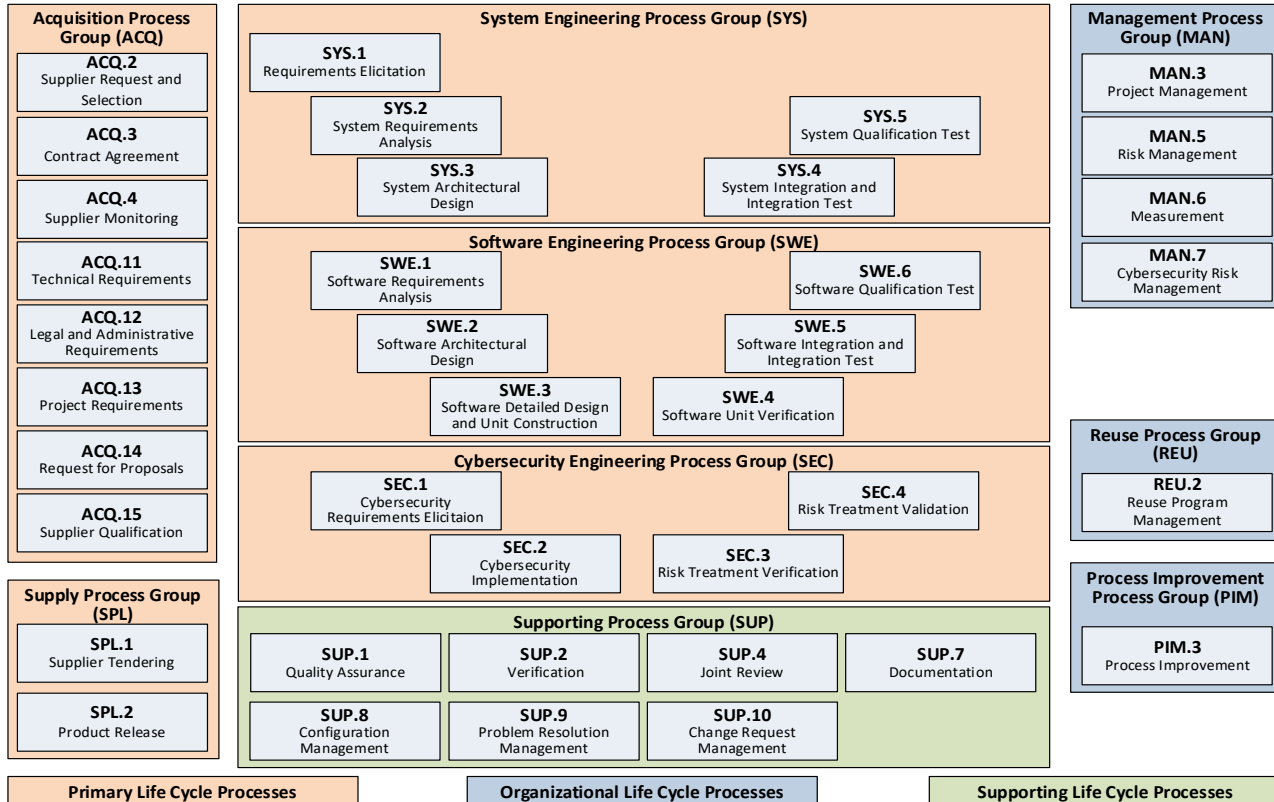 Acquisition Process
Group (ACQ)
ACQ.2
Supplier Request and
Selection
ACQ.3
Contract Agreement
ACQ.4
Supplier Monitoring
ACQ.11
Technical Requirements
ACQ.12
Legal and Administrative
Requirements
ACQ.13
Project Requirements
ACQ.14
Request for Proposals
ACQ.15
Supplier Qualification
Supply Process Group
(SPL)
SPL.1
Supplier Tendering
SPL.2
Product Release
System Engineering Process Group (SYS)
SYS.1
Requirements Elicitation
SYS.2
System Requirements
Analysis
SYS.3
System Architectural
Design
SYS.5
System Qualification Test
SYS.4
System Integration and
Integration Test
Software Engineering Process Group (SWE)
SWE.1
Software Requirements
Analysis
SWE.2
Software Architectural
Design
SWE.3
Software Detailed Design
and Unit Construction
SWE.6
Software Qualification Test
SWE.5
Software Integration and
Integration Test
SWE.4
Software Unit Verification
Cybersecurity Engineering Process Group (SEC)
SEC.1
Cybersecurity
Requirements Elicitaion
SEC.2
Cybersecurity
Implementation
SEC.4
Risk Treatment Validation
SEC.3
Risk Treatment Verification
Supporting Process Group (SUP)
SUP.1
Quality Assurance
SUP.2
Verification
SUP.4
Joint Review
SUP.7
Documentation
SUP.8
Configuration
Management
SUP.9
Problem Resolution
Management
SUP.10
Change Request
Management
Management Process
Group (MAN)
MAN.3
Project Management
MAN.5
Risk Management
MAN.6
Measurement
MAN.7
Cybersecurity Risk
Management
Reuse Process Group
(REU)
REU.2
Reuse Program
Management
Process Improvement
Process Group (PIM)
PIM.3
Process Improvement
Primary Life Cycle Processes
Organizational Life Cycle Processes
Supporting Life Cycle Processes